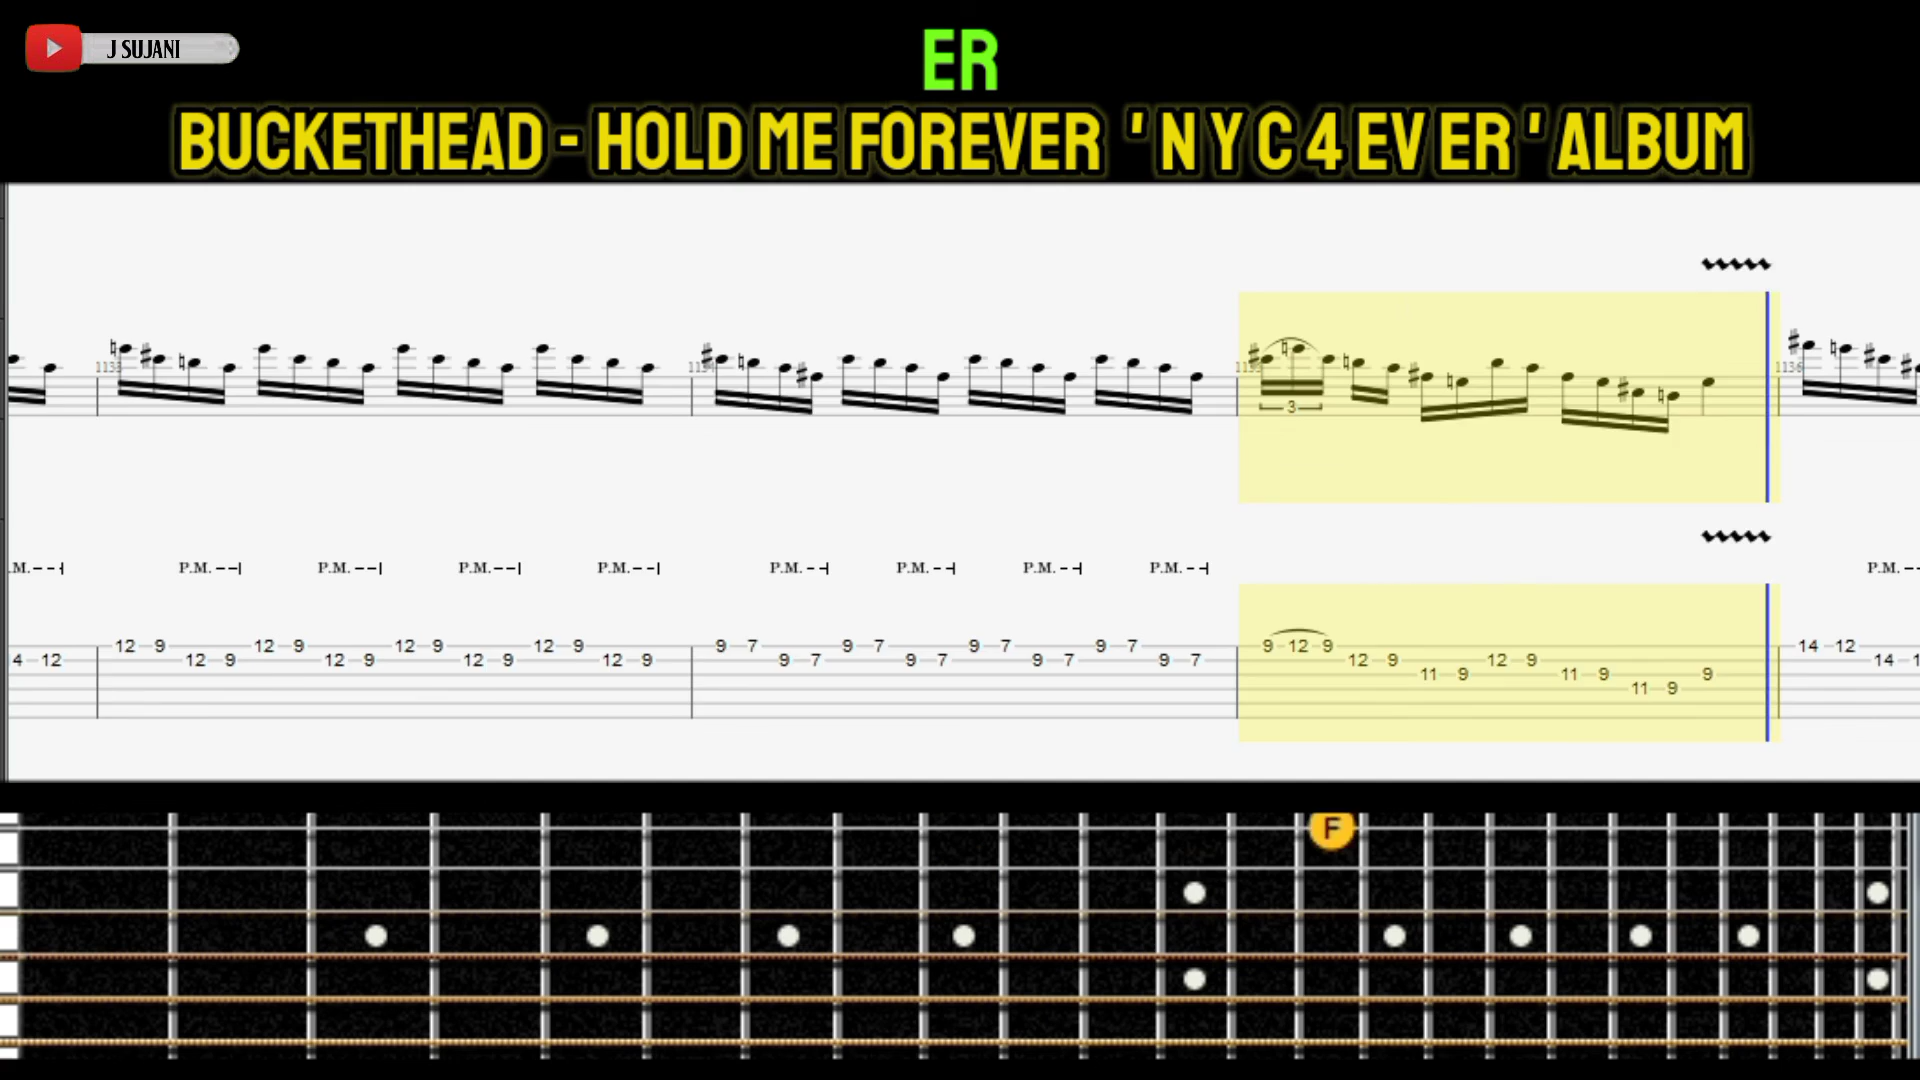 J SUJANI
ER
BUCKETHEAD - HOLD ME FOREVER ' N Y C 4 EV ER ' ALBUM
1133 1136
3
.M.--⊣ P.M.--⊣ P.M.--⊣ P.M.--⊣ P.M.--⊣ P.M.--⊣ P.M.--⊣ P.M.--⊣ P.M.--⊣ P.M.--
12 9 12 9 12 9 12 9 9 7 9 7 9 7 9 7 9 12 9 14 12
4 12 12 9 12 9 12 9 12 9 9 7 9 7 9 7 9 7 12 9 12 9 14 1
11 9 11 9 9
11 9
F